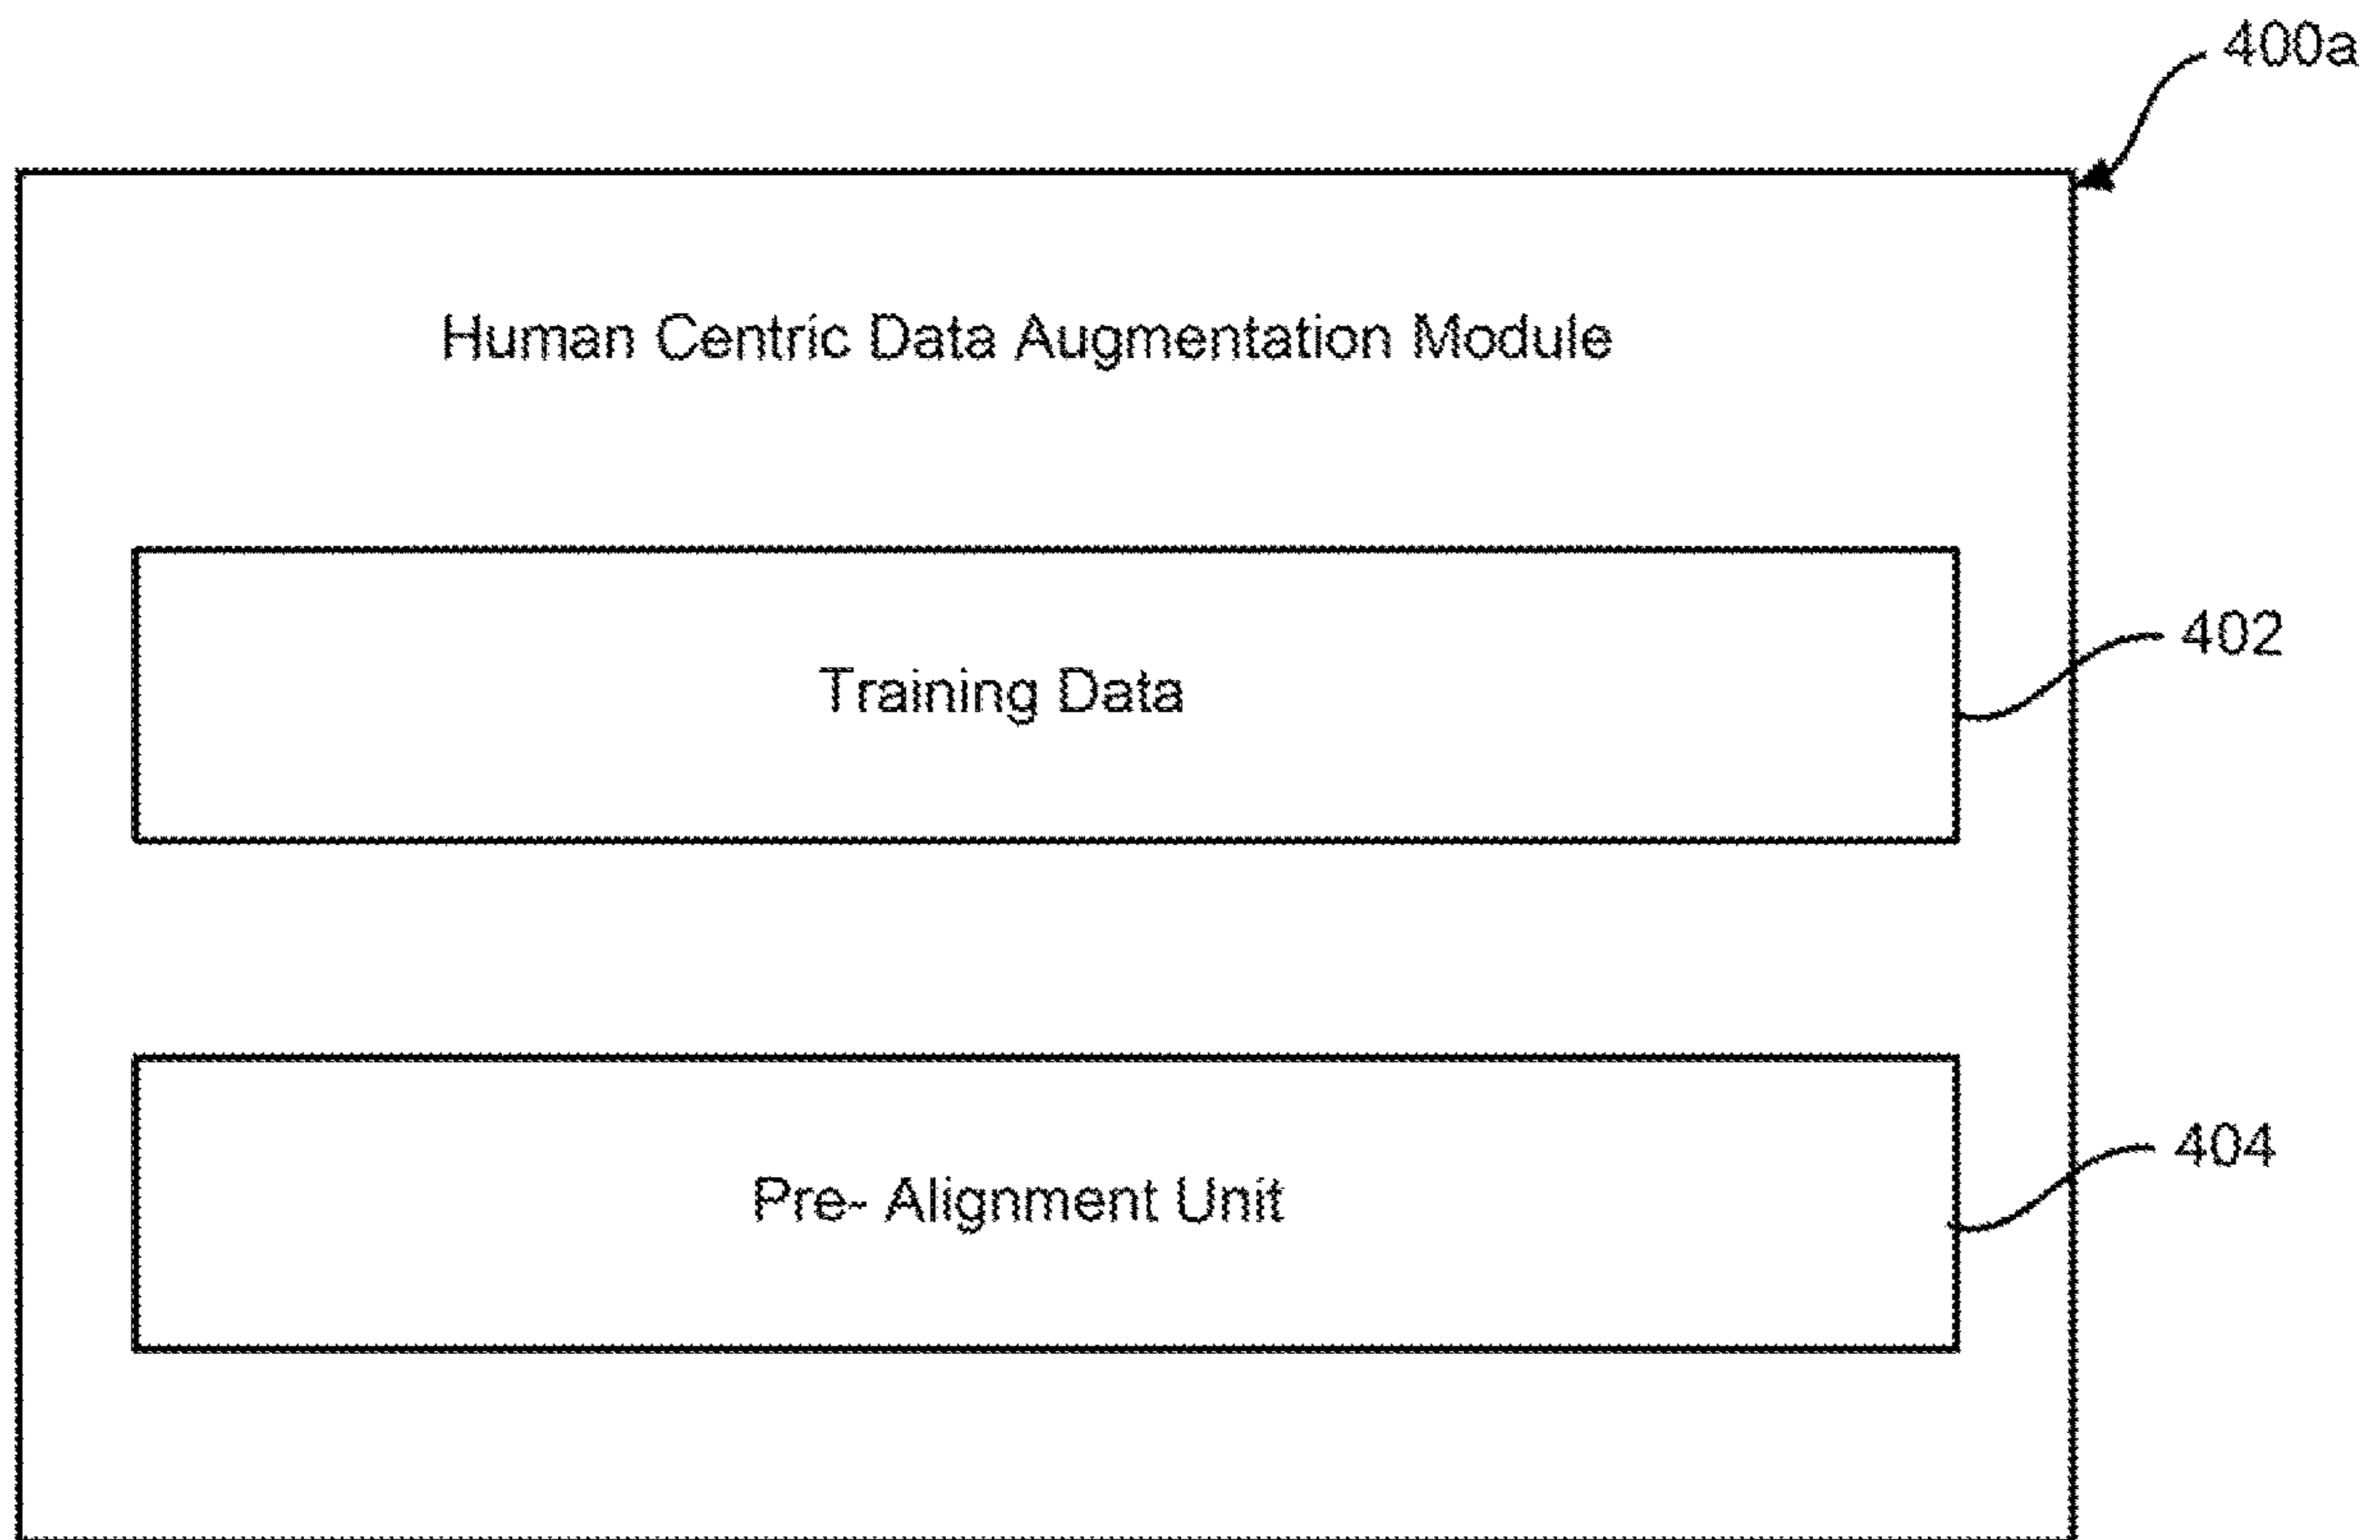 400a
Human Centric Data Augmentation Module
Training Data
402
Pre- Alignment Unit
404